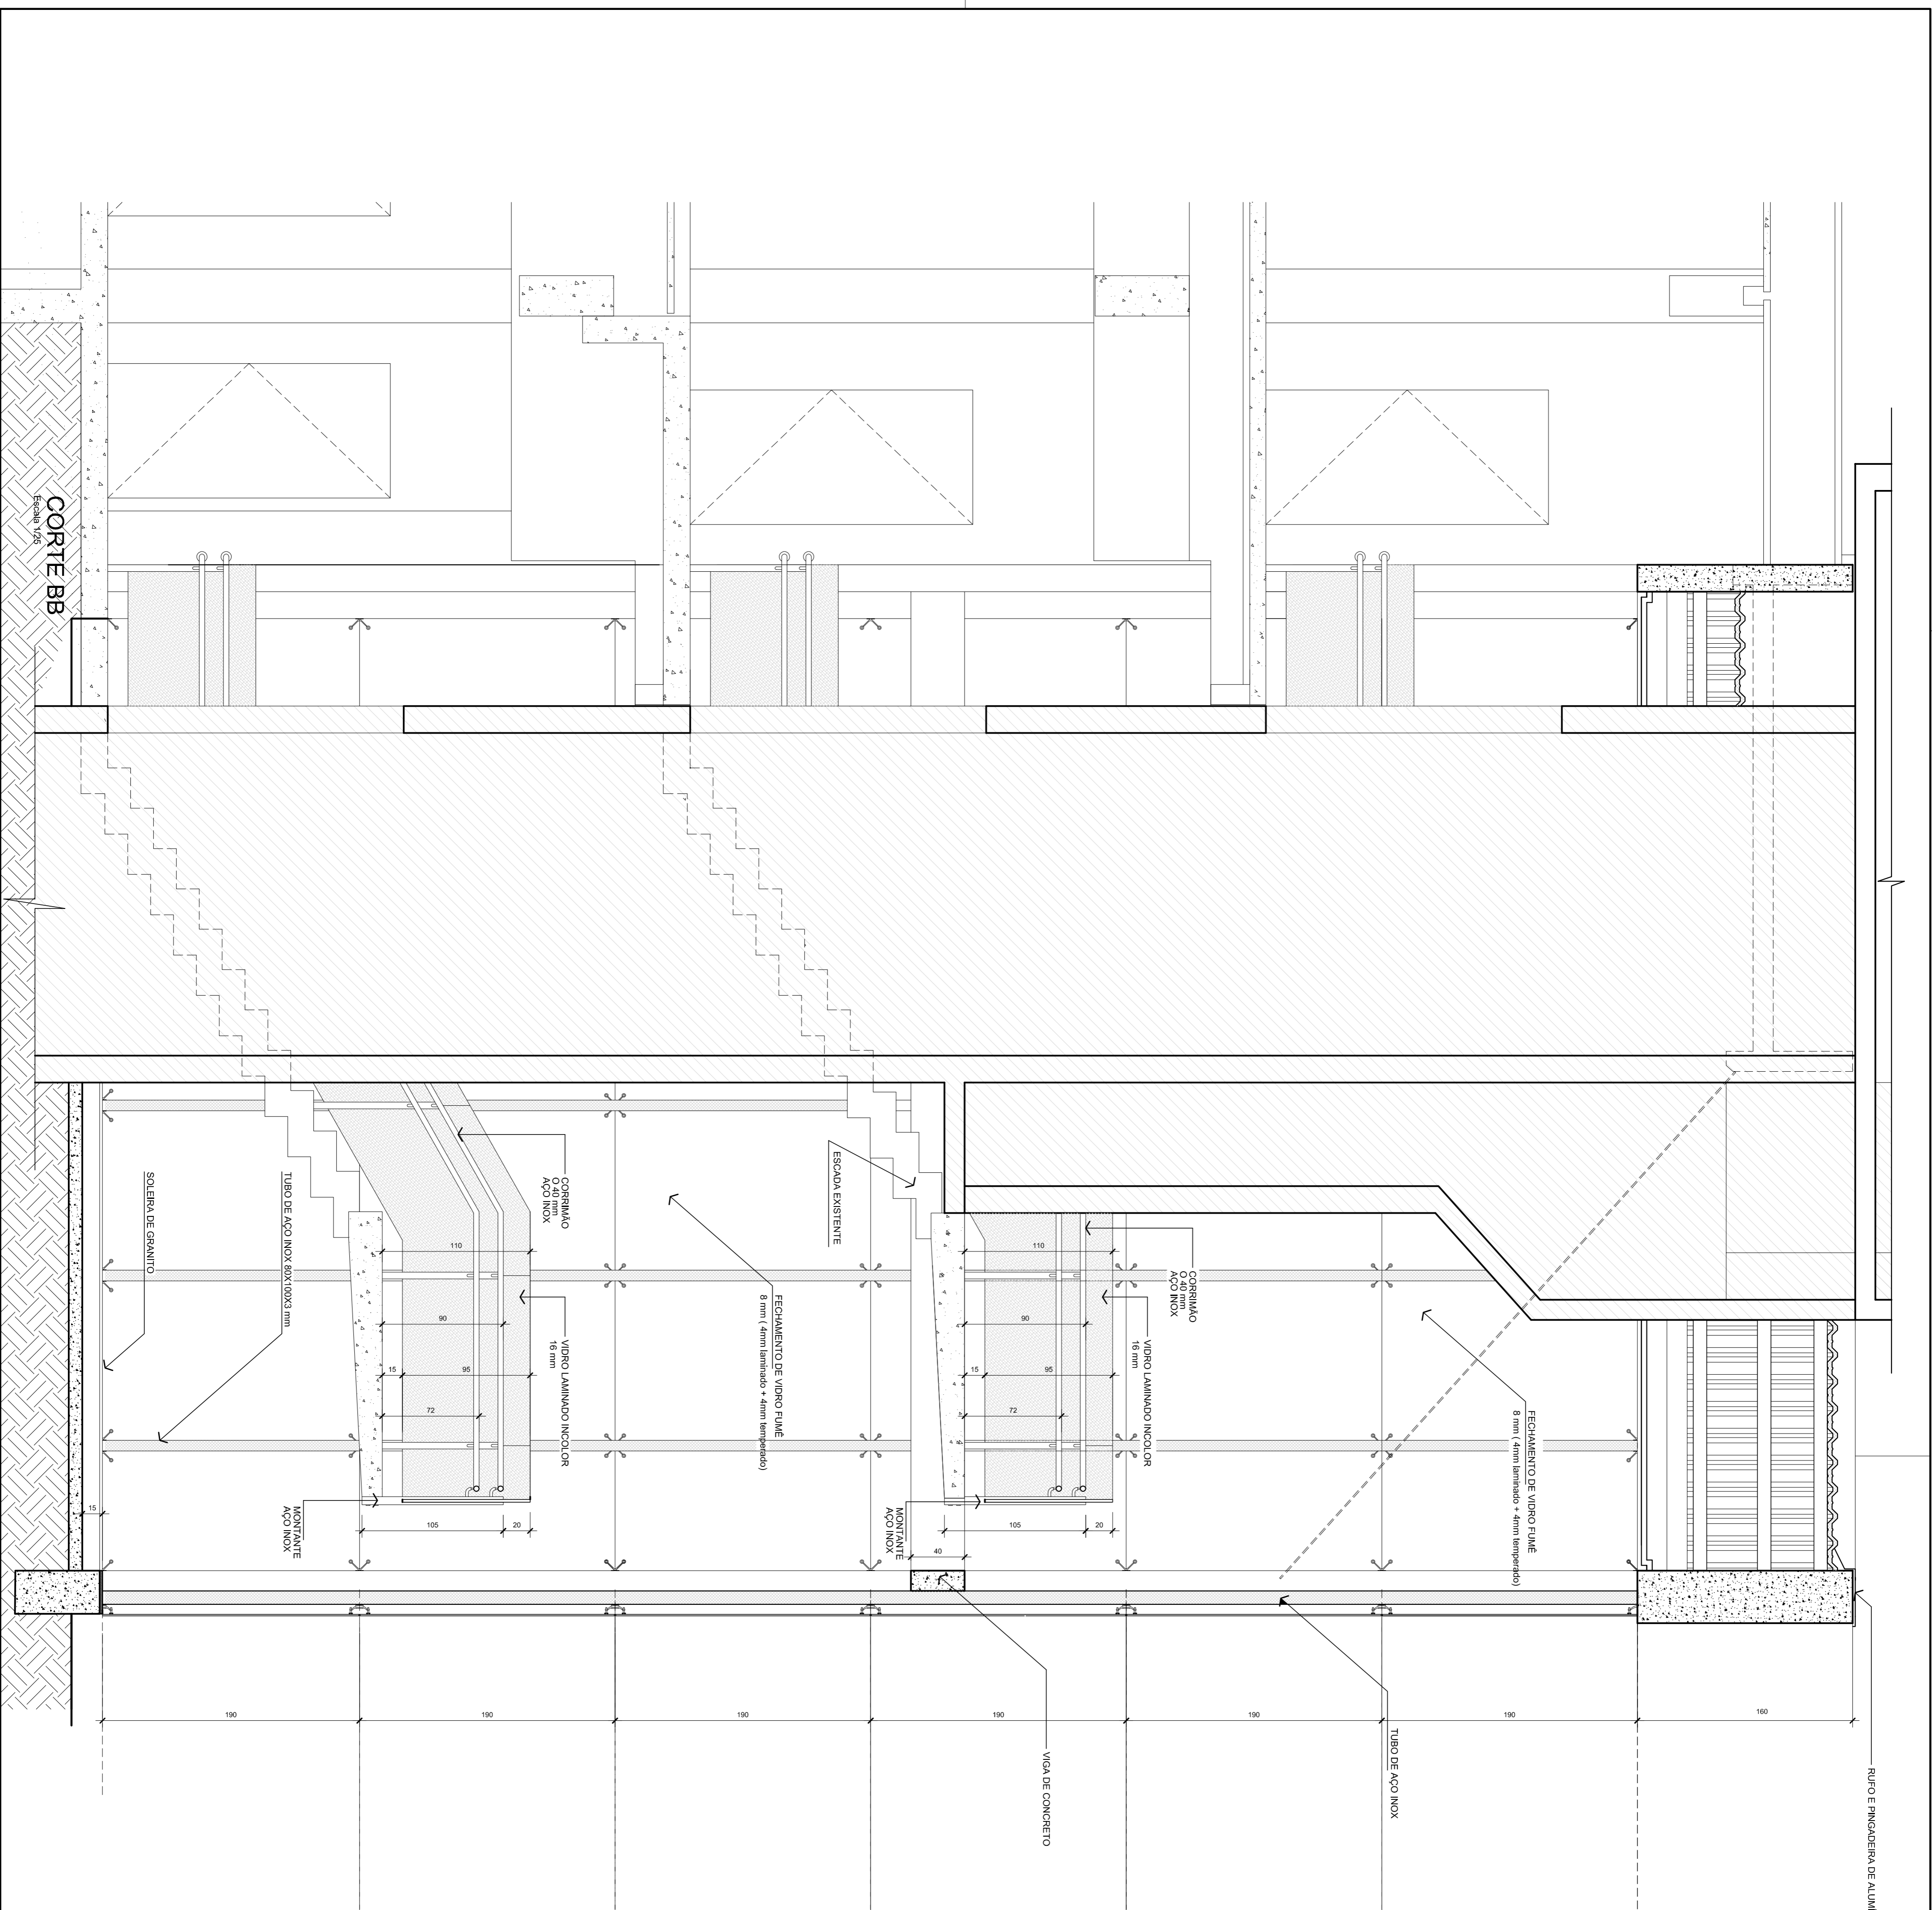 RUFO E PINGADEIRA DE ALUMÍ
FECHAMENTO DE VIDRO FUMÊ
8 mm ( 4mm laminado + 4mm temperado)
TUBO DE AÇO INOX
CORRIMÃO
O 40 mm
AÇO INOX
VIDRO LAMINADO INCOLOR
16 mm
VIGA DE CONCRETO
MONTANTE
AÇO INOX
ESCADA EXISTENTE
FECHAMENTO DE VIDRO FUMÊ
8 mm ( 4mm laminado + 4mm temperado)
CORRIMÃO
O 40 mm
AÇO INOX
VIDRO LAMINADO INCOLOR
16 mm
MONTANTE
AÇO INOX
TUBO DE AÇO INOX 80X100X3 mm
SOLEIRA DE GRANITO
CORTE BB
Escala 1/25
110
90
15
95
72
105
20
110
90
15
95
72
105
20
40
15
190
190
190
190
190
190
160